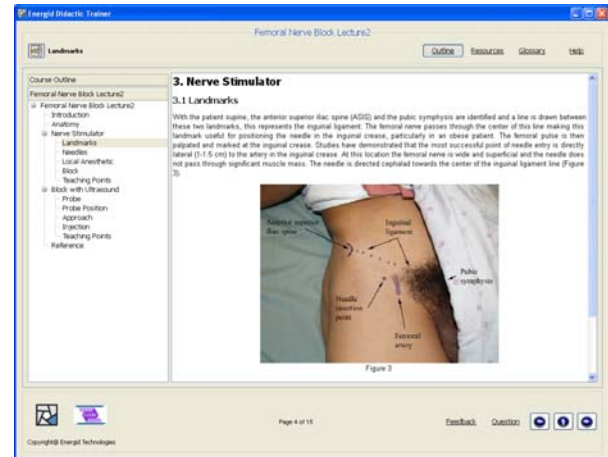 Energid Didactic Trainer
Femoral Nerve Block Lecture2
Landmarks
Outline Resources Glossary Help
Course Outline
Femoral Nerve Block Lecture2
Femoral Nerve Block Lecture2
Introduction
Anatomy
Nerve Stimulator
Landmarks
Needles
Local Anesthetic
Block
Teaching Points
Block with Ultrasound
Probe
Probe Position
Approach
Injection
Teaching Points
Reference
3. Nerve Stimulator
3.1 Landmarks
With the patient supine, the anterior superior iliac spine (ASIS) and the pubic symphysis are identified and a line is drawn between
these two landmarks, this represents the inguinal ligament. The femoral nerve passes through the center of this line making this
landmark useful for positioning the needle in the inguinal crease, particularly in an obese patient. The femoral pulse is then
palpated and marked at the inguinal crease. Studies have demonstrated that the most successful point of needle entry is directly
lateral (1-1.5 cm) to the artery in the inguinal crease. At this location the femoral nerve is wide and superficial and the needle does
not pass through significant muscle mass. The needle is directed cephalad towards the center of the inguinal ligament line (Figure
3).
Anterior superior
iliac spine
Inguinal
ligament
Pubic
symphysis
Needle
insertion
point
Femoral
artery
Figure 3
Page 4 of 15
Feedback Question
Copyright© Energid Technologies